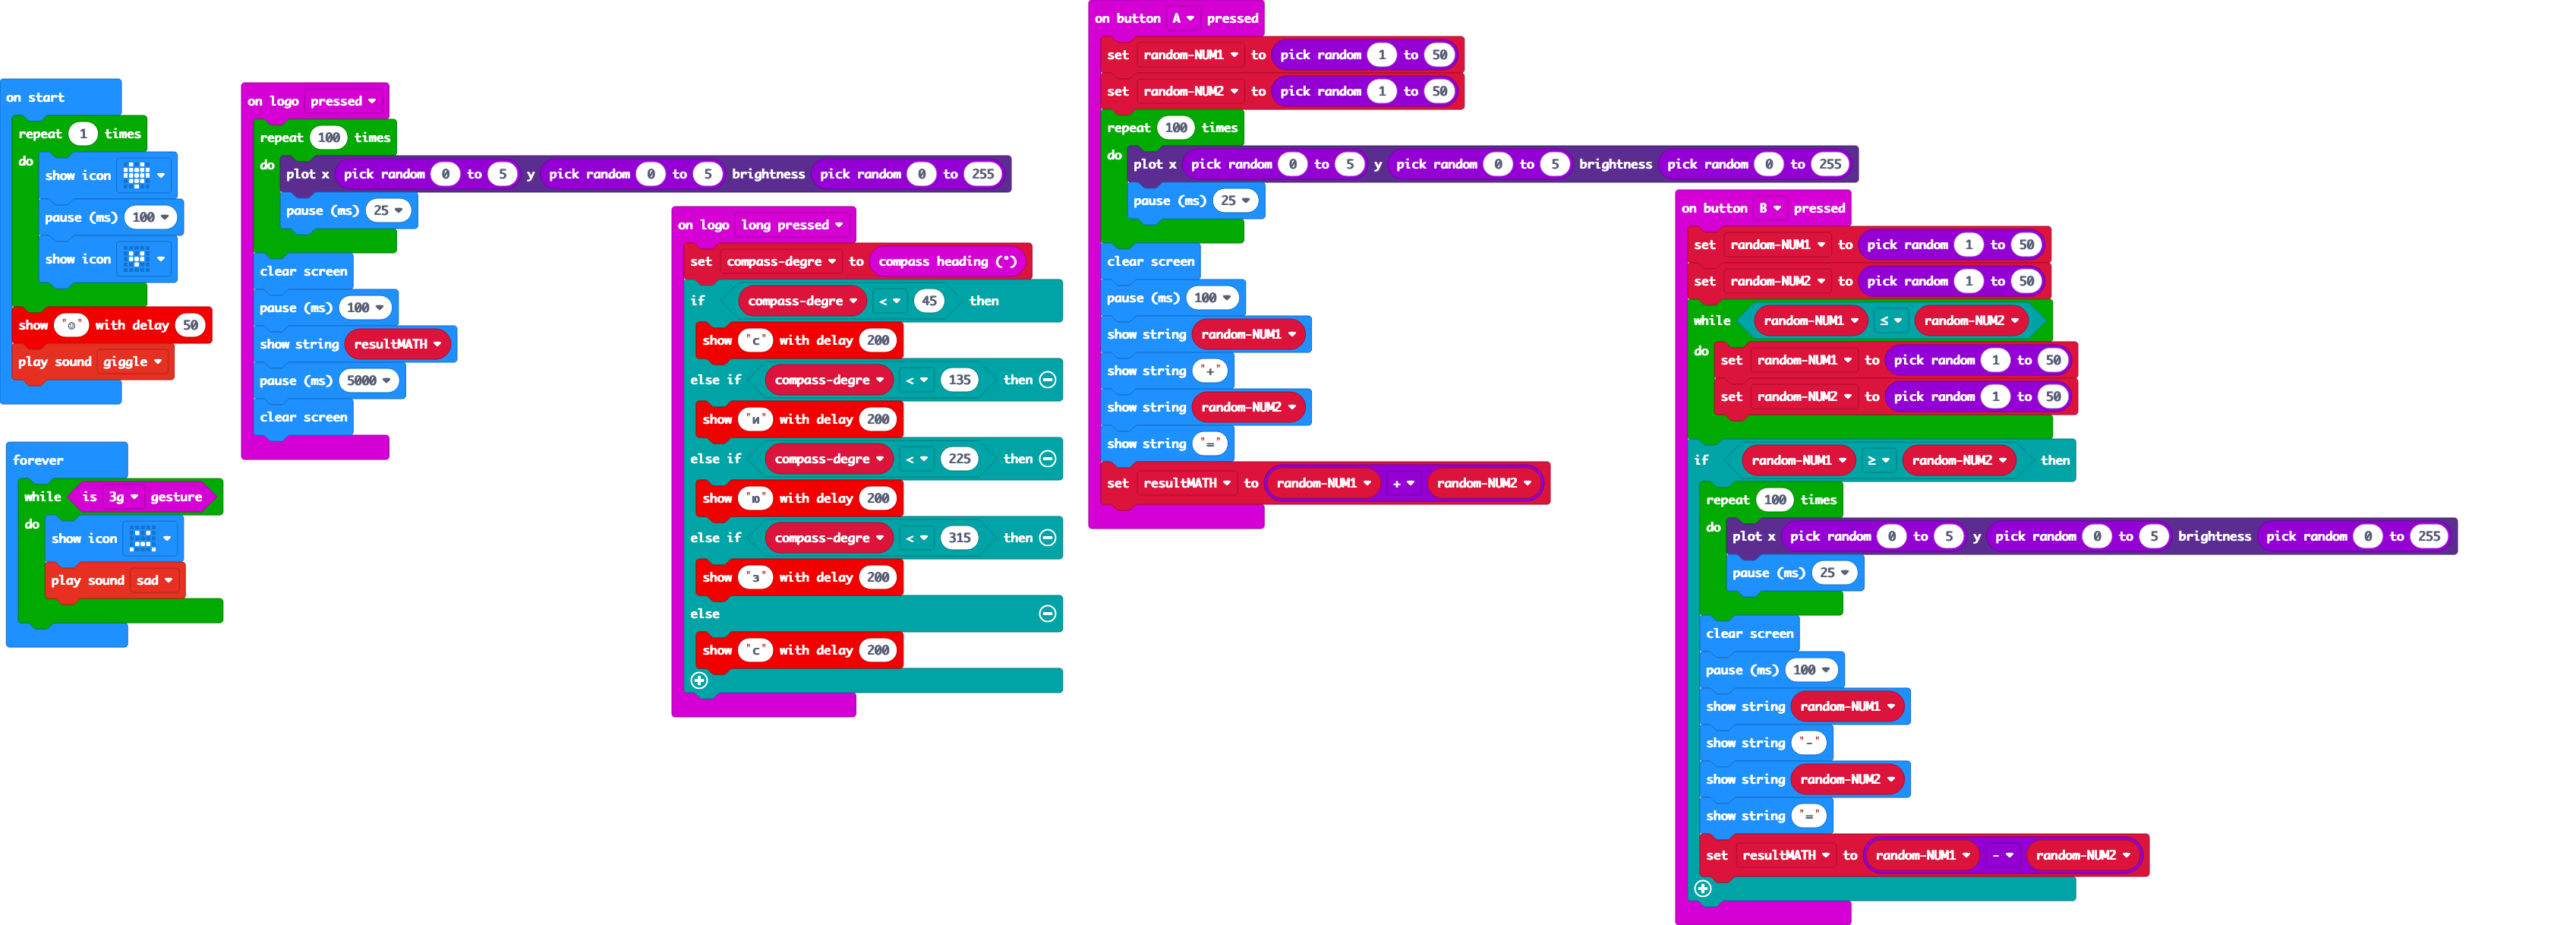 on start
repeat 1 times
do
show icon
pause (ms) 100
show icon
show "☺" with delay 50
play sound giggle
forever
while is 3g gesture
do
show icon
play sound sad
on logo pressed
repeat 100 times
do
plot x pick random 0 to 5 y pick random 0 to 5 brightness pick random 0 to 255
pause (ms) 25
clear screen
pause (ms) 100
show string resultMATH
pause (ms) 5000
clear screen
on logo long pressed
set compass-degre to compass heading (°)
if compass-degre < 45 then
show "с" with delay 200
else if compass-degre < 135 then
show "и" with delay 200
else if compass-degre < 225 then
show "ю" with delay 200
else if compass-degre < 315 then
show "з" with delay 200
else
show "с" with delay 200
on button A pressed
set random-NUM1 to pick random 1 to 50
set random-NUM2 to pick random 1 to 50
repeat 100 times
do
plot x pick random 0 to 5 y pick random 0 to 5 brightness pick random 0 to 255
pause (ms) 25
clear screen
pause (ms) 100
show string random-NUM1
show string "+"
show string random-NUM2
show string "="
set resultMATH to random-NUM1 + random-NUM2
on button B pressed
set random-NUM1 to pick random 1 to 50
set random-NUM2 to pick random 1 to 50
while random-NUM1 ≤ random-NUM2
do
set random-NUM1 to pick random 1 to 50
set random-NUM2 to pick random 1 to 50
if random-NUM1 ≥ random-NUM2 then
repeat 100 times
do
plot x pick random 0 to 5 y pick random 0 to 5 brightness pick random 0 to 255
pause (ms) 25
clear screen
pause (ms) 100
show string random-NUM1
show string "-"
show string random-NUM2
show string "="
set resultMATH to random-NUM1 - random-NUM2